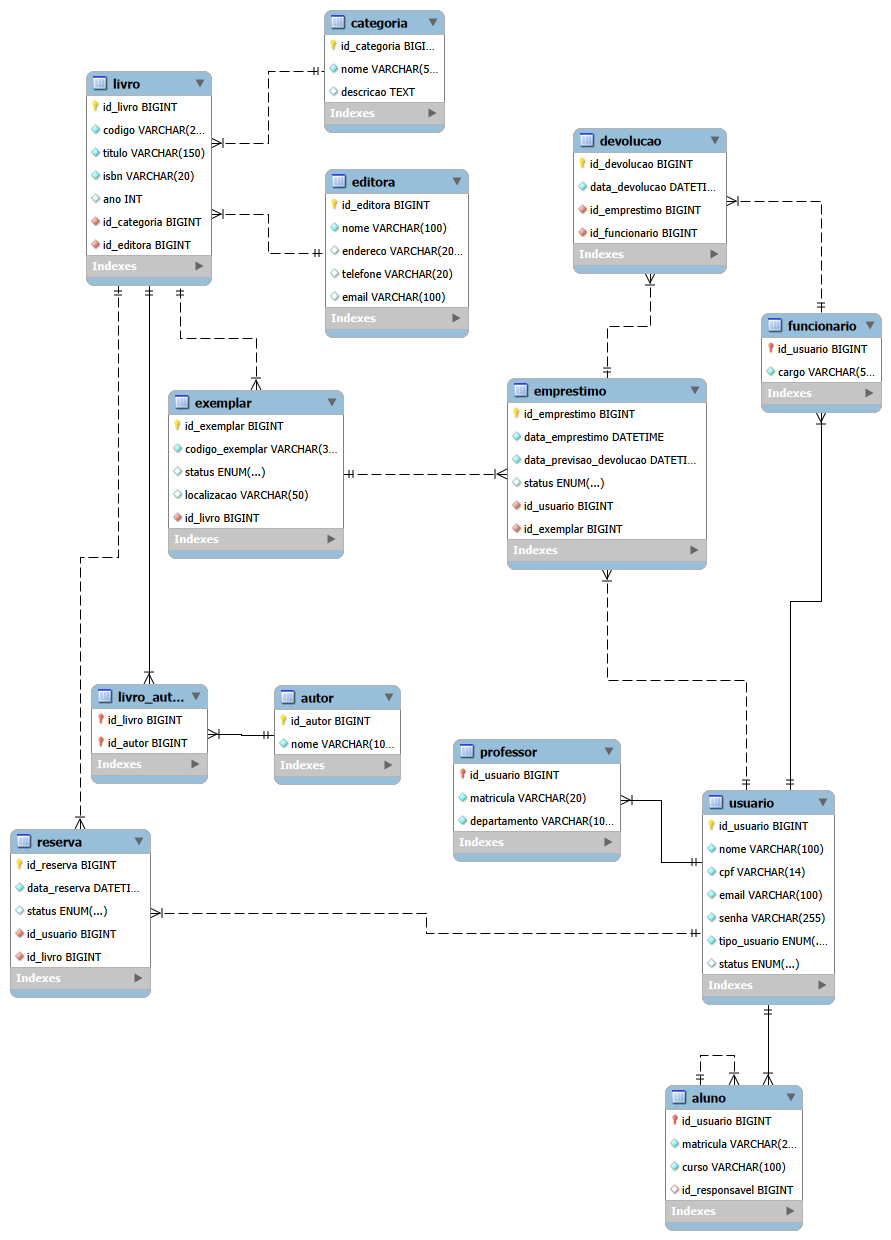 categoria
id_categoria BIGI...
nome VARCHAR(5...
descricao TEXT
Indexes
livro
id_livro BIGINT
codigo VARCHAR(2...
titulo VARCHAR(150)
isbn VARCHAR(20)
ano INT
id_categoria BIGINT
id_editora BIGINT
Indexes
editora
id_editora BIGINT
nome VARCHAR(100)
endereco VARCHAR(20...
telefone VARCHAR(20)
email VARCHAR(100)
Indexes
devolucao
id_devolucao BIGINT
data_devolucao DATETI...
id_emprestimo BIGINT
id_funcionario BIGINT
Indexes
funcionario
id_usuario BIGINT
cargo VARCHAR(5...
Indexes
exemplar
id_exemplar BIGINT
codigo_exemplar VARCHAR(3...
status ENUM(...)
localizacao VARCHAR(50)
id_livro BIGINT
Indexes
emprestimo
id_emprestimo BIGINT
data_emprestimo DATETIME
data_previsao_devolucao DATETI...
status ENUM(...)
id_usuario BIGINT
id_exemplar BIGINT
Indexes
livro_aut...
id_livro BIGINT
id_autor BIGINT
Indexes
autor
id_autor BIGINT
nome VARCHAR(10...
Indexes
professor
id_usuario BIGINT
matricula VARCHAR(20)
departamento VARCHAR(10...
Indexes
usuario
id_usuario BIGINT
nome VARCHAR(100)
cpf VARCHAR(14)
email VARCHAR(100)
senha VARCHAR(255)
tipo_usuario ENUM(...
status ENUM(...)
Indexes
reserva
id_reserva BIGINT
data_reserva DATETI...
status ENUM(...)
id_usuario BIGINT
id_livro BIGINT
Indexes
aluno
id_usuario BIGINT
matricula VARCHAR(2...
curso VARCHAR(100)
id_responsavel BIGINT
Indexes